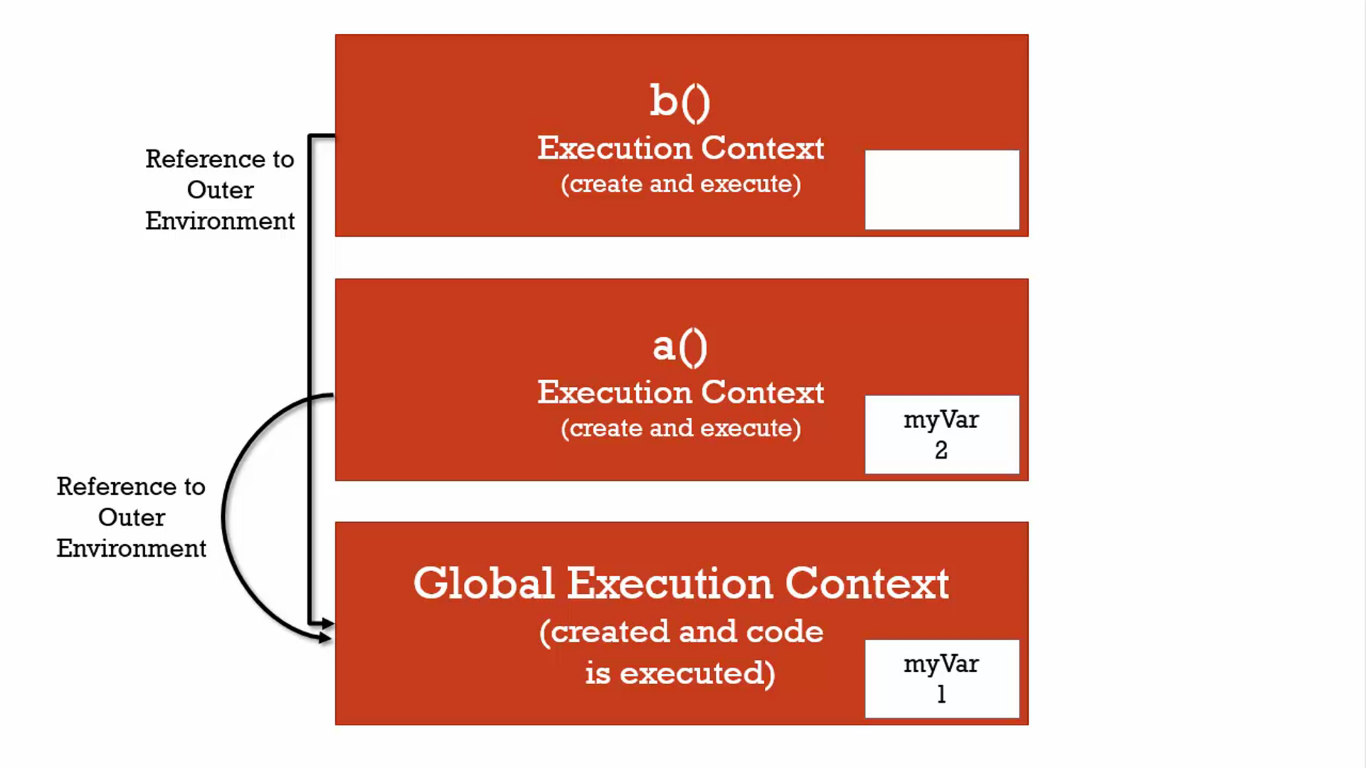 b()
Execution Context
(create and execute)
Reference to
Outer
Environment
a()
Execution Context
(create and execute)
myVar
2
Reference to
Outer
Environment
Global Execution Context
(created and code
is executed)
myVar
1